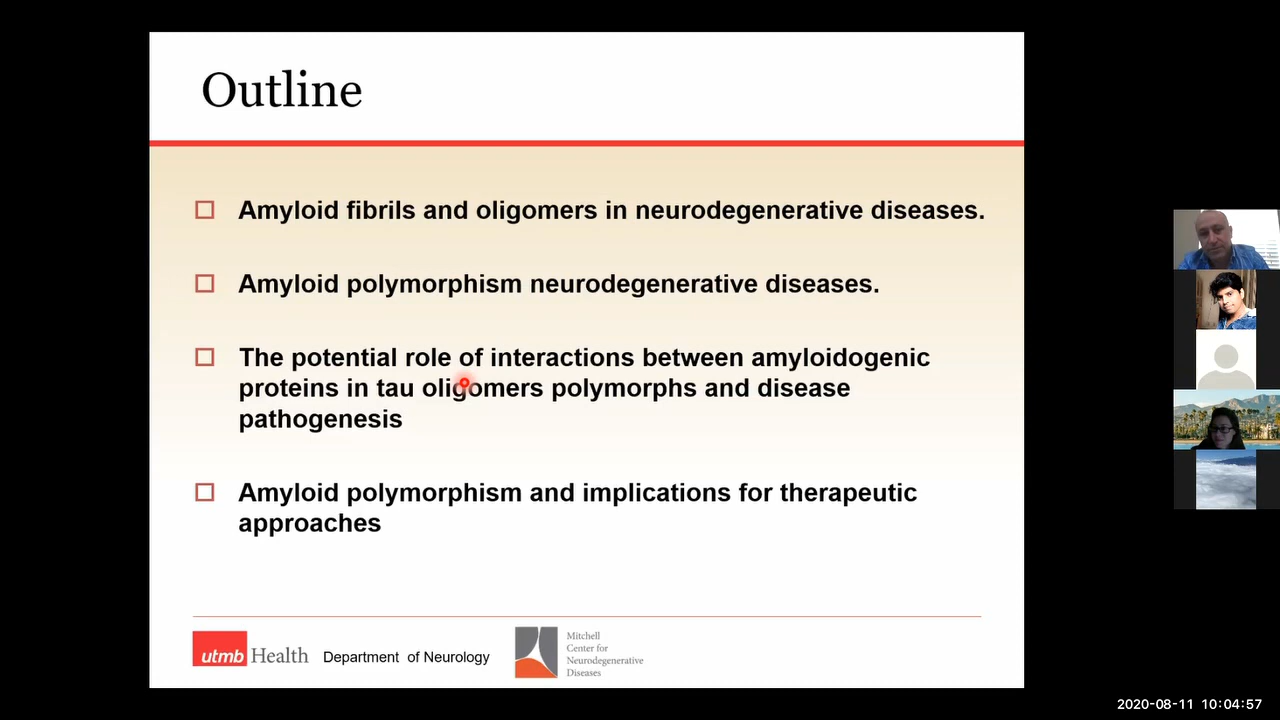 Outline
Amyloid fibrils and oligomers in neurodegenerative diseases.
Amyloid polymorphism neurodegenerative diseases.
The potential role of interactions between amyloidogenic
proteins in tau oligomers polymorphs and disease
pathogenesis
Amyloid polymorphism and implications for therapeutic
approaches
utmb Health
Department of Neurology
Mitchell
Center for
Neurodegenerative
Diseases
2020-08-11 10:04:57